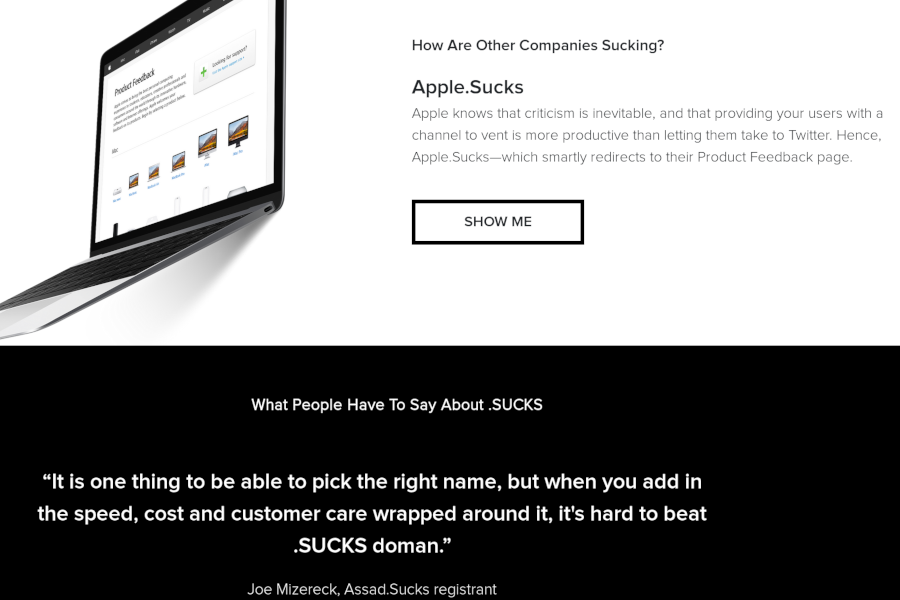 Product Feedback
Looking for support?
Mac
How Are Other Companies Sucking?
Apple.Sucks
Apple knows that criticism is inevitable, and that providing your users with a
channel to vent is more productive than letting them take to Twitter. Hence,
Apple.Sucks—which smartly redirects to their Product Feedback page.
SHOW ME
What People Have To Say About .SUCKS
“It is one thing to be able to pick the right name, but when you add in
the speed, cost and customer care wrapped around it, it's hard to beat
.SUCKS doman.”
Joe Mizereck, Assad.Sucks registrant